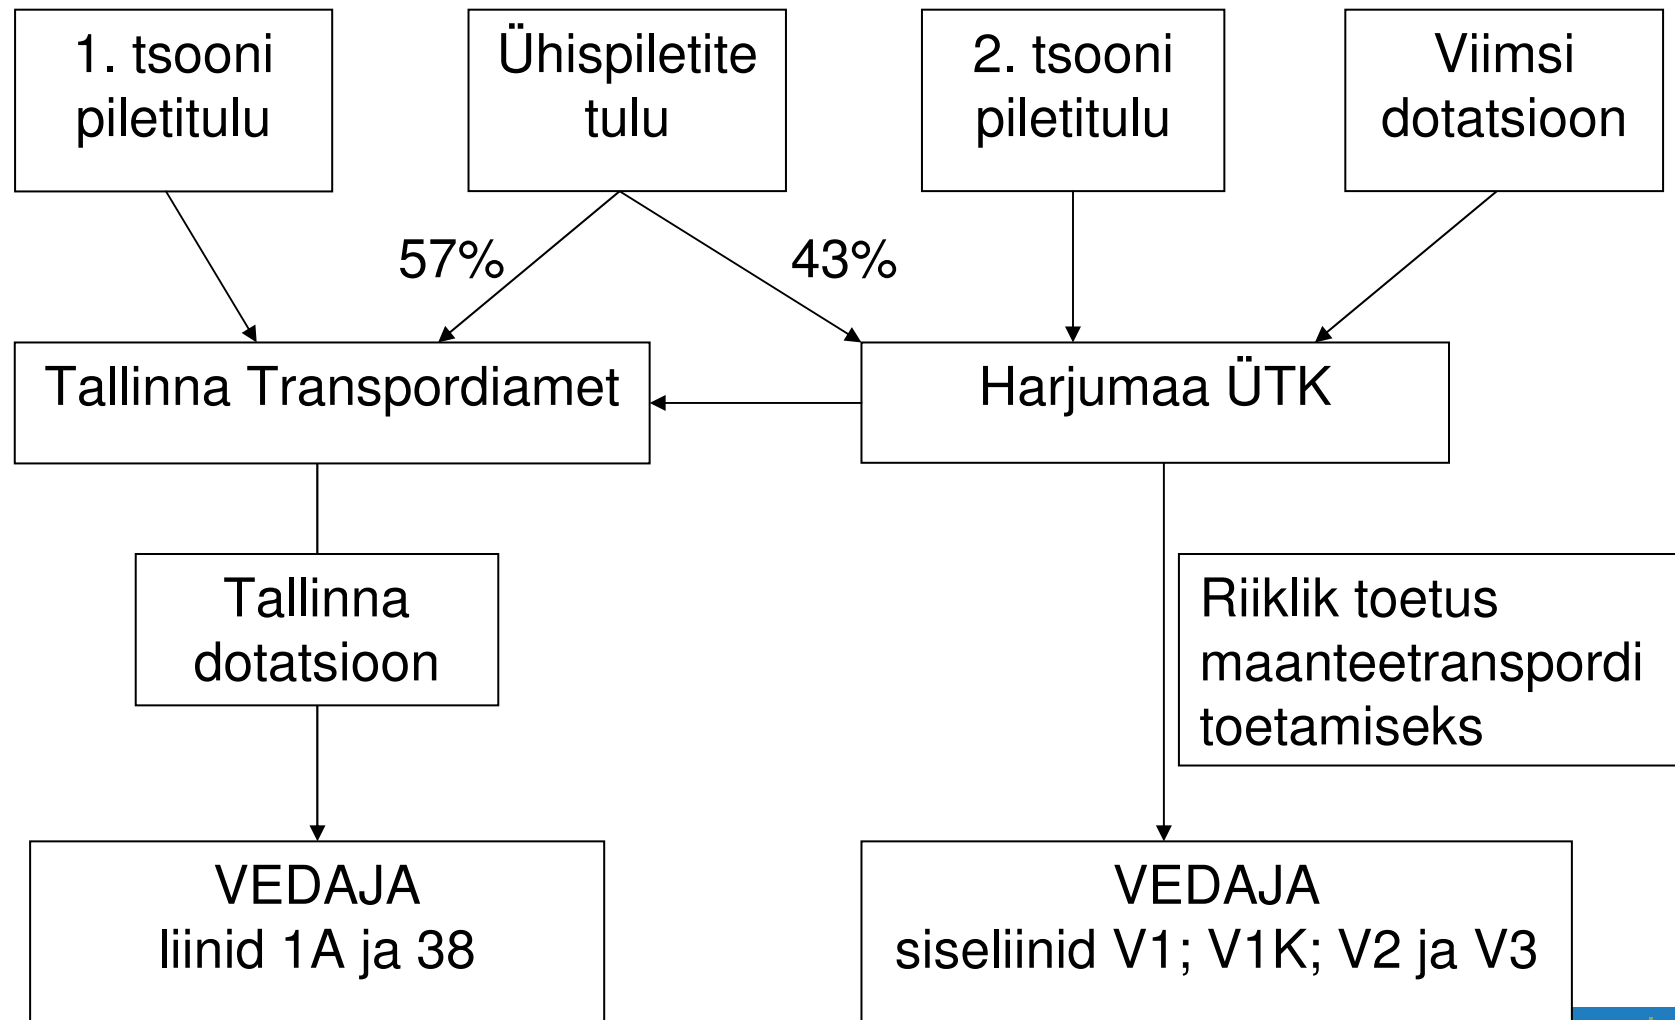 1. tsooni
piletitulu
Ühispiletite
tulu
2. tsooni
piletitulu
Viimsi
dotatsioon
57%
43%
Tallinna Transpordiamet
Harjumaa ÜTK
Tallinna
dotatsioon
Riiklik toetus
maanteetranspordi
toetamiseks
VEDAJA
liinid 1A ja 38
VEDAJA
siseliinid V1; V1K; V2 ja V3